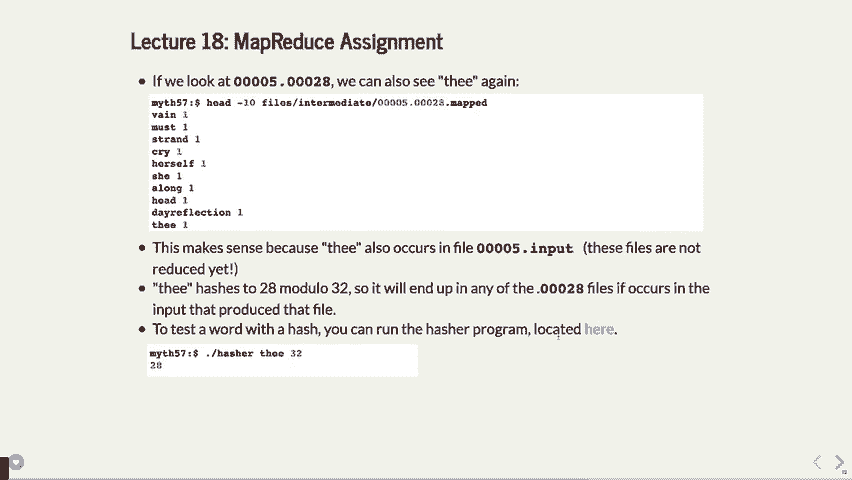 Lecture 18: MapReduce Assignment
• If we look at 00005.00028, we can also see "thee" again:
myth57:$ head -10 files/intermediate/00005.00028.mapped
vain 1
must 1
strand 1
cry 1
herself 1
she 1
along 1
head 1
dayreflection 1
thee 1
• This makes sense because "thee" also occurs in file 00005.input (these files are not
reduced yet!)
• "thee" hashes to 28 modulo 32, so it will end up in any of the .00028 files if occurs in the
input that produced that file.
• To test a word with a hash, you can run the hasher program, located here.
myth57:$ ./hasher thee 32
28